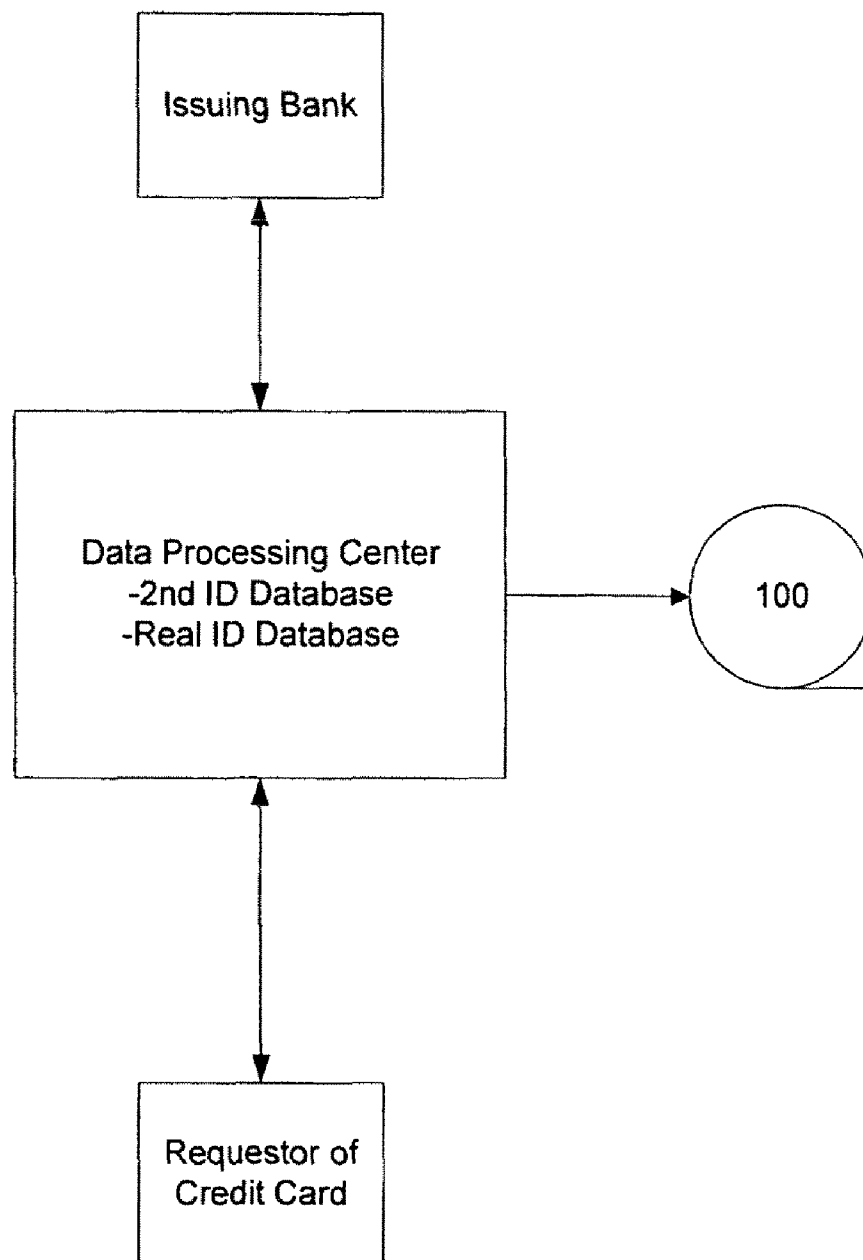 Issuing Bank
Data Processing Center
-2nd ID Database
-Real ID Database
100
Requestor of
Credit Card